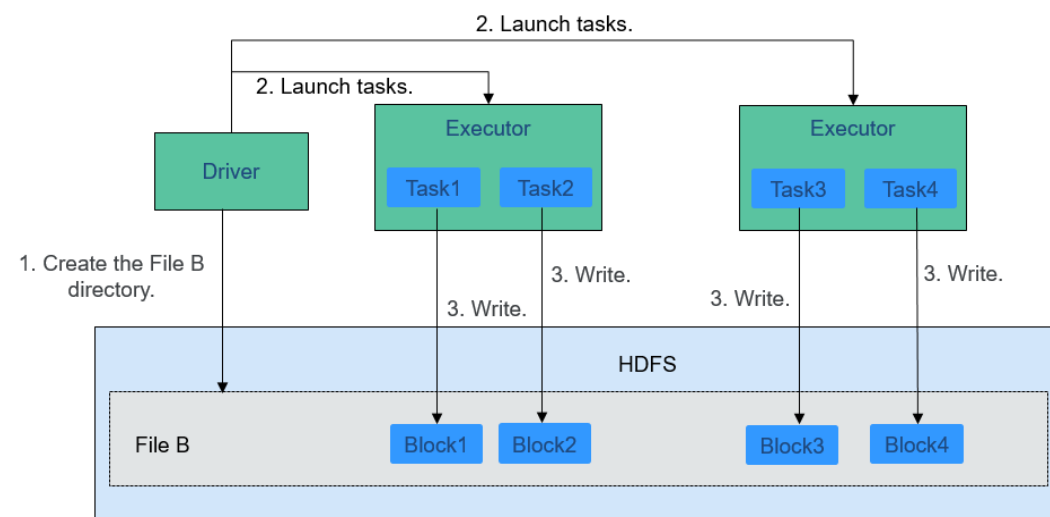 2. Launch tasks.
2. Launch tasks.
Executor
Executor
Driver
Task1
Task2
Task3
Task4
1. Create the File B
directory.
3. Write.
3. Write.
3. Write.
3. Write.
HDFS
File B
Block1
Block2
Block3
Block4